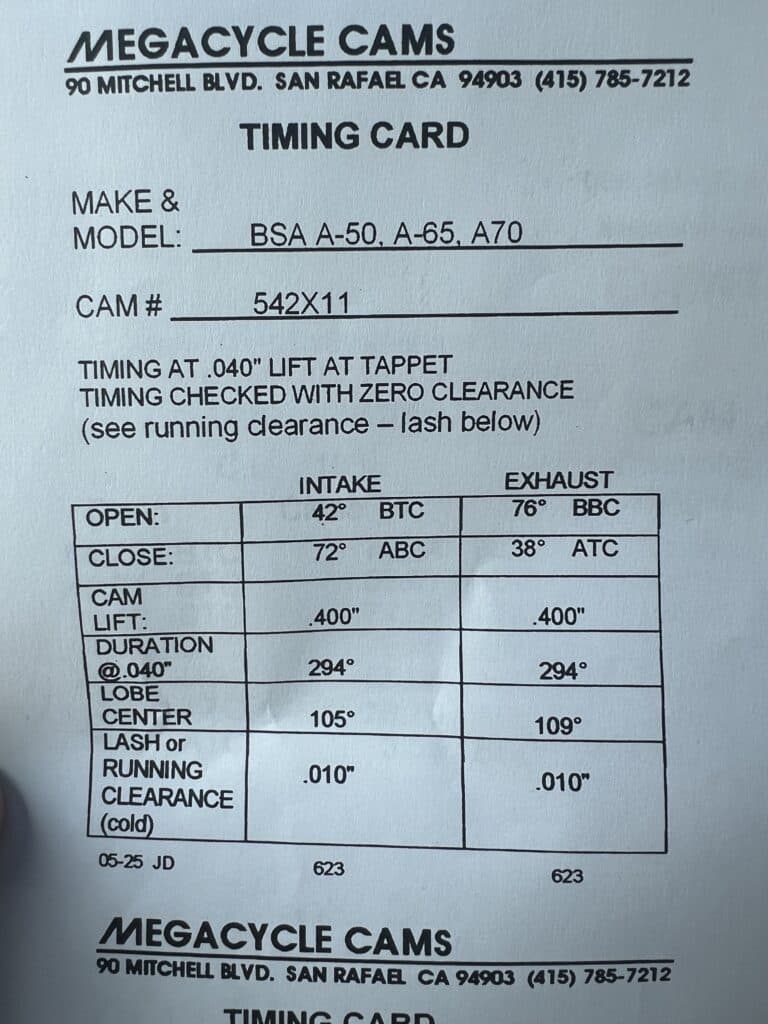 MEGACYCLE CAMS
90 MITCHELL BLVD. SAN RAFAEL CA 94903 (415) 785-7212
TIMING CARD
MAKE &
MODEL: BSA A-50, A-65, A70
CAM # 542X11
TIMING AT .040" LIFT AT TAPPET
TIMING CHECKED WITH ZERO CLEARANCE
(see running clearance – lash below)
INTAKE EXHAUST
OPEN: 42° BTC 76° BBC
CLOSE: 72° ABC 38° ATC
CAM
LIFT: .400" .400"
DURATION
@.040" 294° 294°
LOBE
CENTER 105° 109°
LASH or
RUNNING .010" .010"
CLEARANCE
(cold)
05-25 JD 623 623
MEGACYCLE CAMS
90 MITCHELL BLVD. SAN RAFAEL CA 94903 (415) 785-7212
TIMING CARD